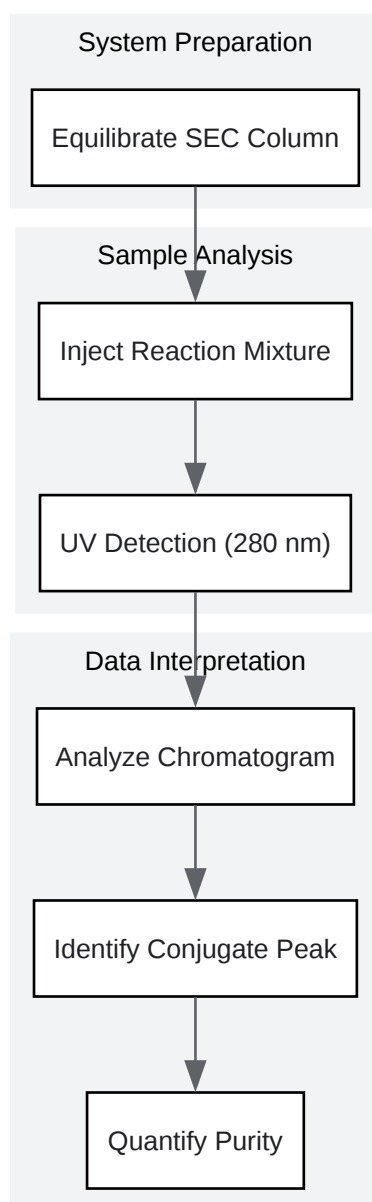 System Preparation
Equilibrate SEC Column
Sample Analysis
Inject Reaction Mixture
UV Detection (280 nm)
Data Interpretation
Analyze Chromatogram
Identify Conjugate Peak
Quantify Purity